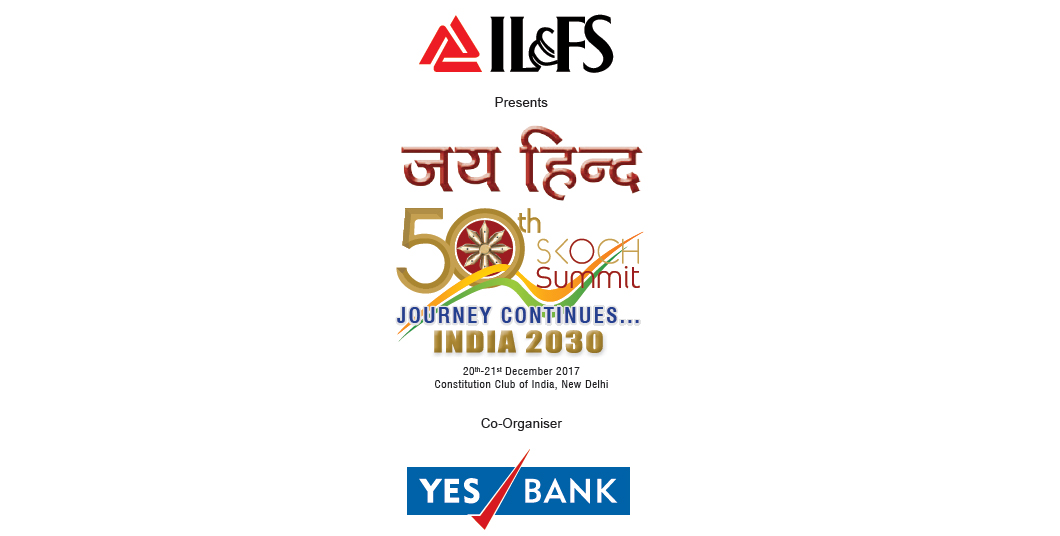 IL&FS
Presents
जय हिन्द
50th
SKOCH
Summit
JOURNEY CONTINUES...
INDIA 2030
20th-21st December 2017
Constitution Club of India, New Delhi
Co-Organiser
YES BANK